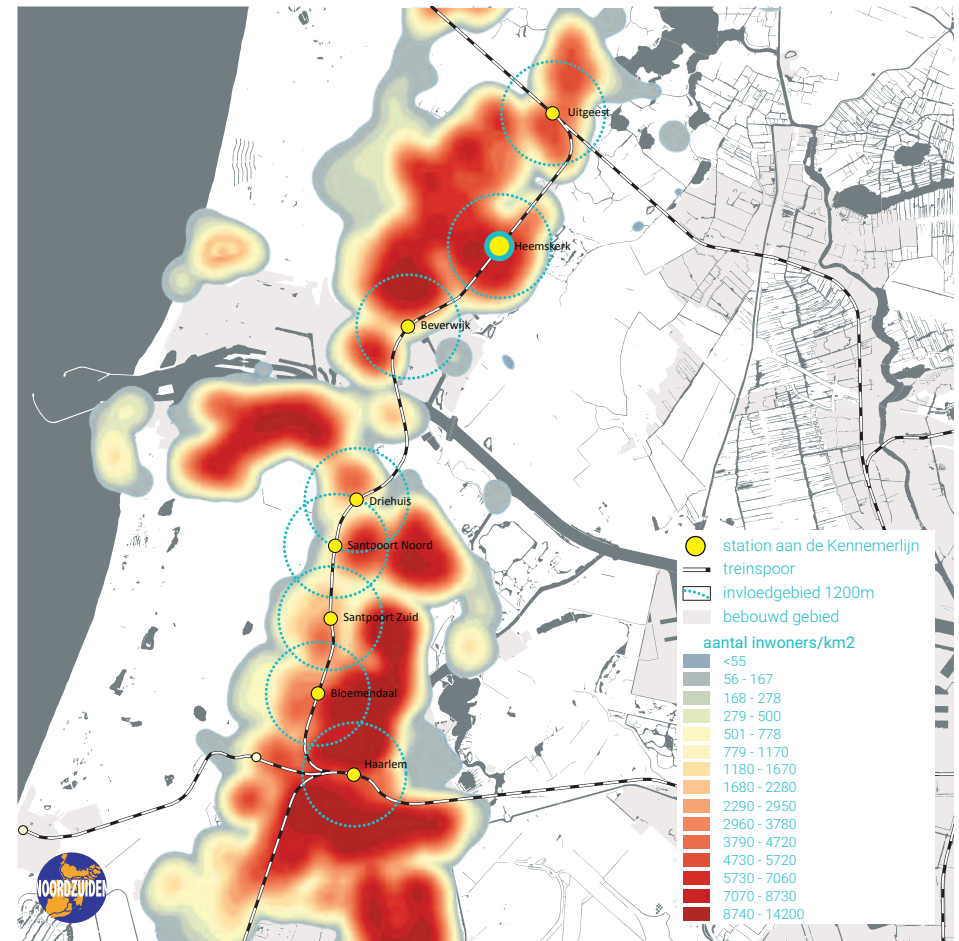 Uitgeest
Heemskerk
Beverwijk
Driehuis
Santpoort Noord
Santpoort Zuid
Bloemendaal
Haarlem
station aan de Kennemerlijn
treinspoor
invloedgebied 1200m
bebouwd gebied
aantal inwoners/km2
<55
56 - 167
168 - 278
279 - 500
501 - 778
779 - 1170
1180 - 1670
1680 - 2280
2290 - 2950
2960 - 3780
3790 - 4720
4730 - 5720
5730 - 7060
7070 - 8730
8740 - 14200
NOORDZUIDEN